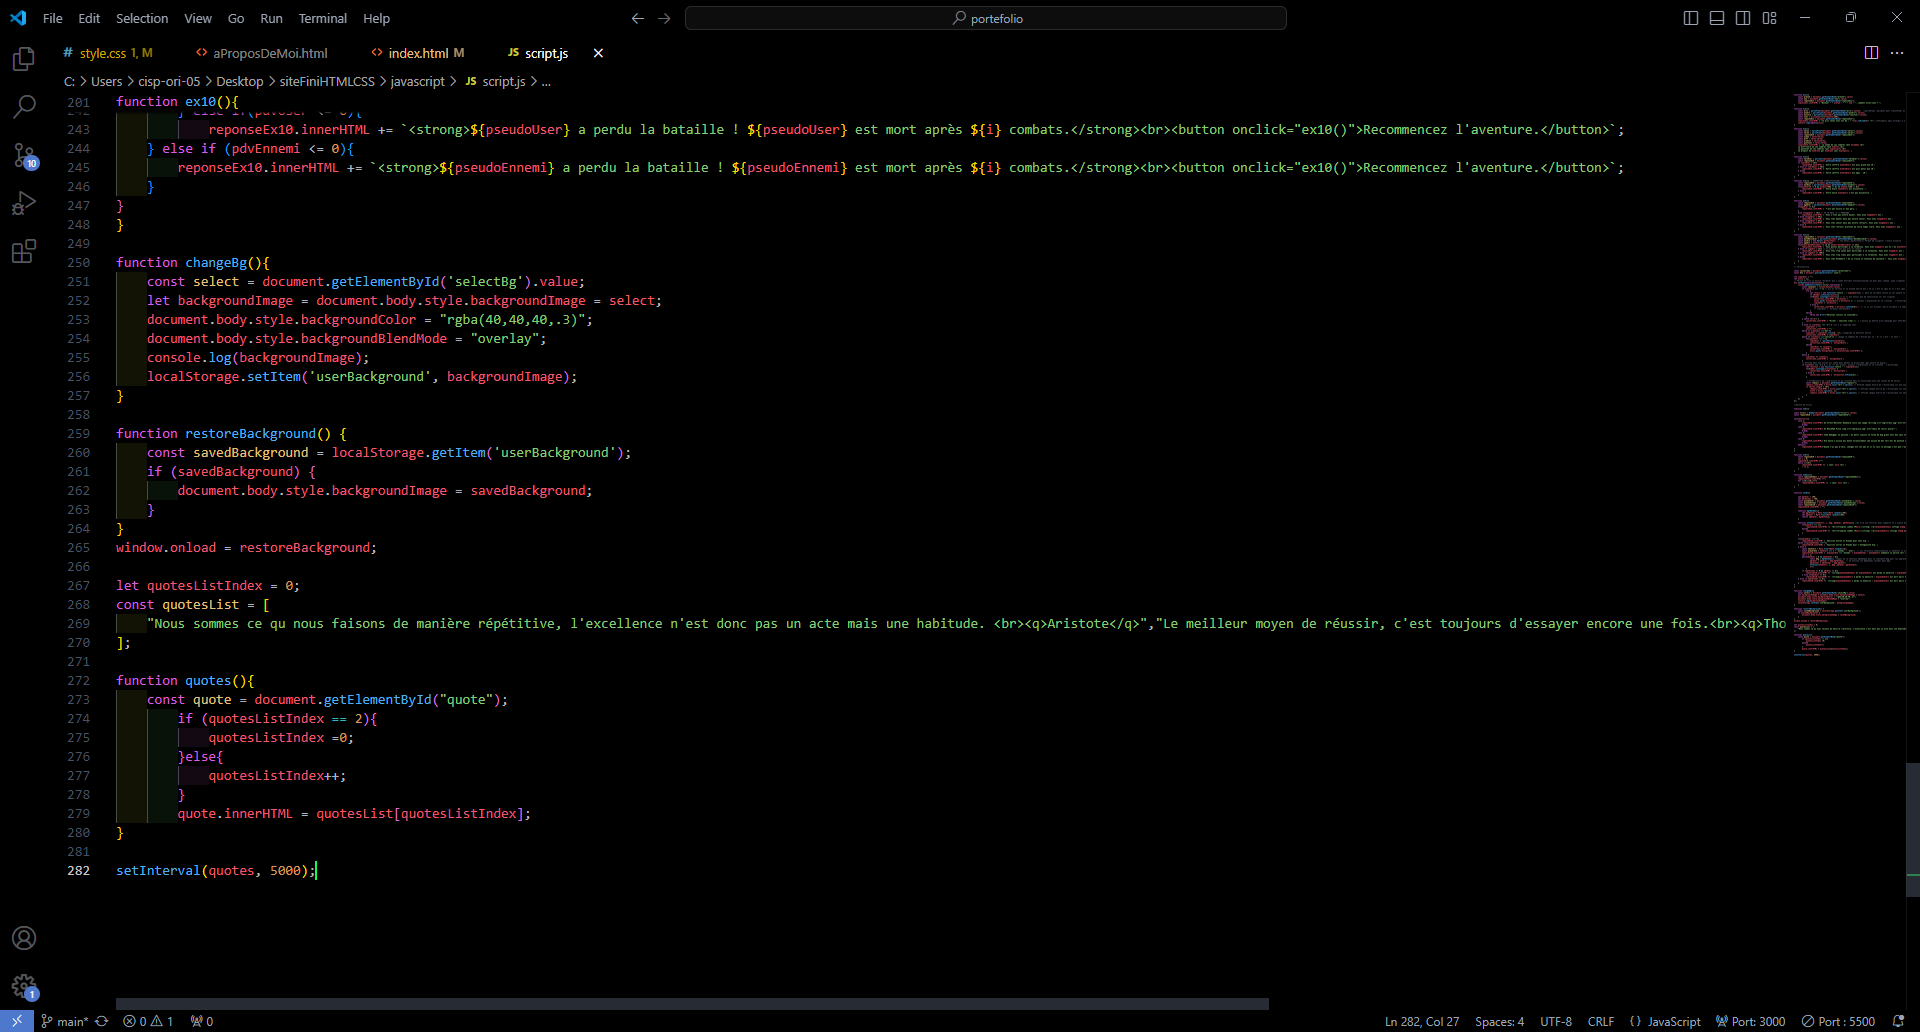 File Edit Selection View Go Run Terminal Help
portefolio
# style.css 1, M <> aProposDeMoi.html <> index.html M JS script.js
C: > Users > cisp-ori-05 > Desktop > siteFiniHTMLCSS > javascript > JS script.js > ...
201 function ex10(){
243 reponseEx10.innerHTML += `<strong>${pseudoUser} a perdu la bataille ! ${pseudoUser} est mort après ${i} combats.</strong><br><button onclick="ex10()">Recommencez l'aventure.</button>`;
244 } else if (pdvEnnemi <= 0){
245 reponseEx10.innerHTML += `<strong>${pseudoEnnemi} a perdu la bataille ! ${pseudoEnnemi} est mort après ${i} combats.</strong><br><button onclick="ex10()">Recommencez l'aventure.</button>`;
246 }
247 }
248 }
249
250 function changeBg(){
251 const select = document.getElementById('selectBg').value;
252 let backgroundImage = document.body.style.backgroundImage = select;
253 document.body.style.backgroundColor = "rgba(40,40,40,.3)";
254 document.body.style.backgroundBlendMode = "overlay";
255 console.log(backgroundImage);
256 localStorage.setItem('userBackground', backgroundImage);
257 }
258
259 function restoreBackground() {
260 const savedBackground = localStorage.getItem('userBackground');
261 if (savedBackground) {
262 document.body.style.backgroundImage = savedBackground;
263 }
264 }
265 window.onload = restoreBackground;
266
267 let quotesListIndex = 0;
268 const quotesList = [
269 "Nous sommes ce qu nous faisons de manière répétitive, l'excellence n'est donc pas un acte mais une habitude. <br><q>Aristote</q>","Le meilleur moyen de réussir, c'est toujours d'essayer encore une fois.<br><q>Tho
270 ];
271
272 function quotes(){
273 const quote = document.getElementById("quote");
274 if (quotesListIndex == 2){
275 quotesListIndex =0;
276 }else{
277 quotesListIndex++;
278 }
279 quote.innerHTML = quotesList[quotesListIndex];
280 }
281
282 setInterval(quotes, 5000);
10
1
main* 0 1 0 Ln 282, Col 27 Spaces: 4 UTF-8 CRLF {} JavaScript Port: 3000 Port : 5500